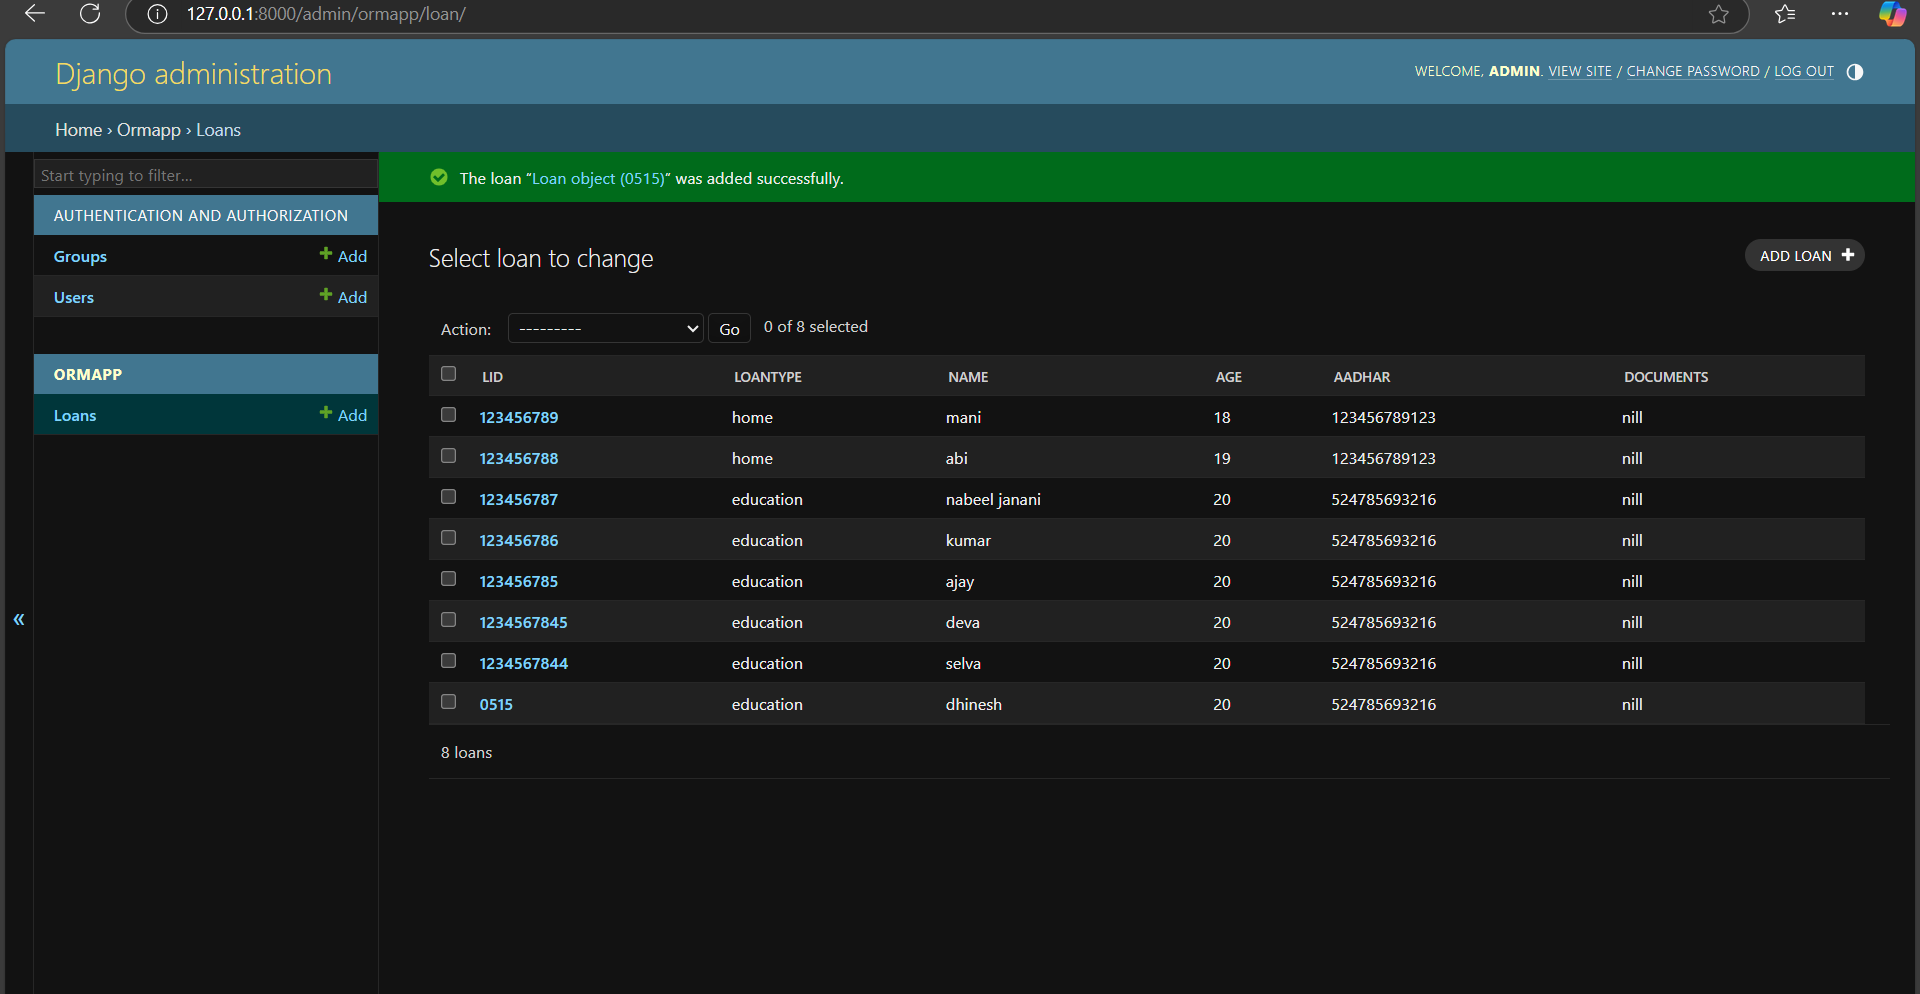 127.0.0.1:8000/admin/ormapp/loan/
Django administration
WELCOME, ADMIN. VIEW SITE / CHANGE PASSWORD / LOG OUT
Home › Ormapp › Loans
Start typing to filter...
The loan “Loan object (0515)” was added successfully.
AUTHENTICATION AND AUTHORIZATION
Groups + Add
Users + Add
ORMAPP
Loans + Add
«
Select loan to change
ADD LOAN +
Action: --------- Go 0 of 8 selected
LID LOANTYPE NAME AGE AADHAR DOCUMENTS
123456789 home mani 18 123456789123 nill
123456788 home abi 19 123456789123 nill
123456787 education nabeel janani 20 524785693216 nill
123456786 education kumar 20 524785693216 nill
123456785 education ajay 20 524785693216 nill
1234567845 education deva 20 524785693216 nill
1234567844 education selva 20 524785693216 nill
0515 education dhinesh 20 524785693216 nill
8 loans